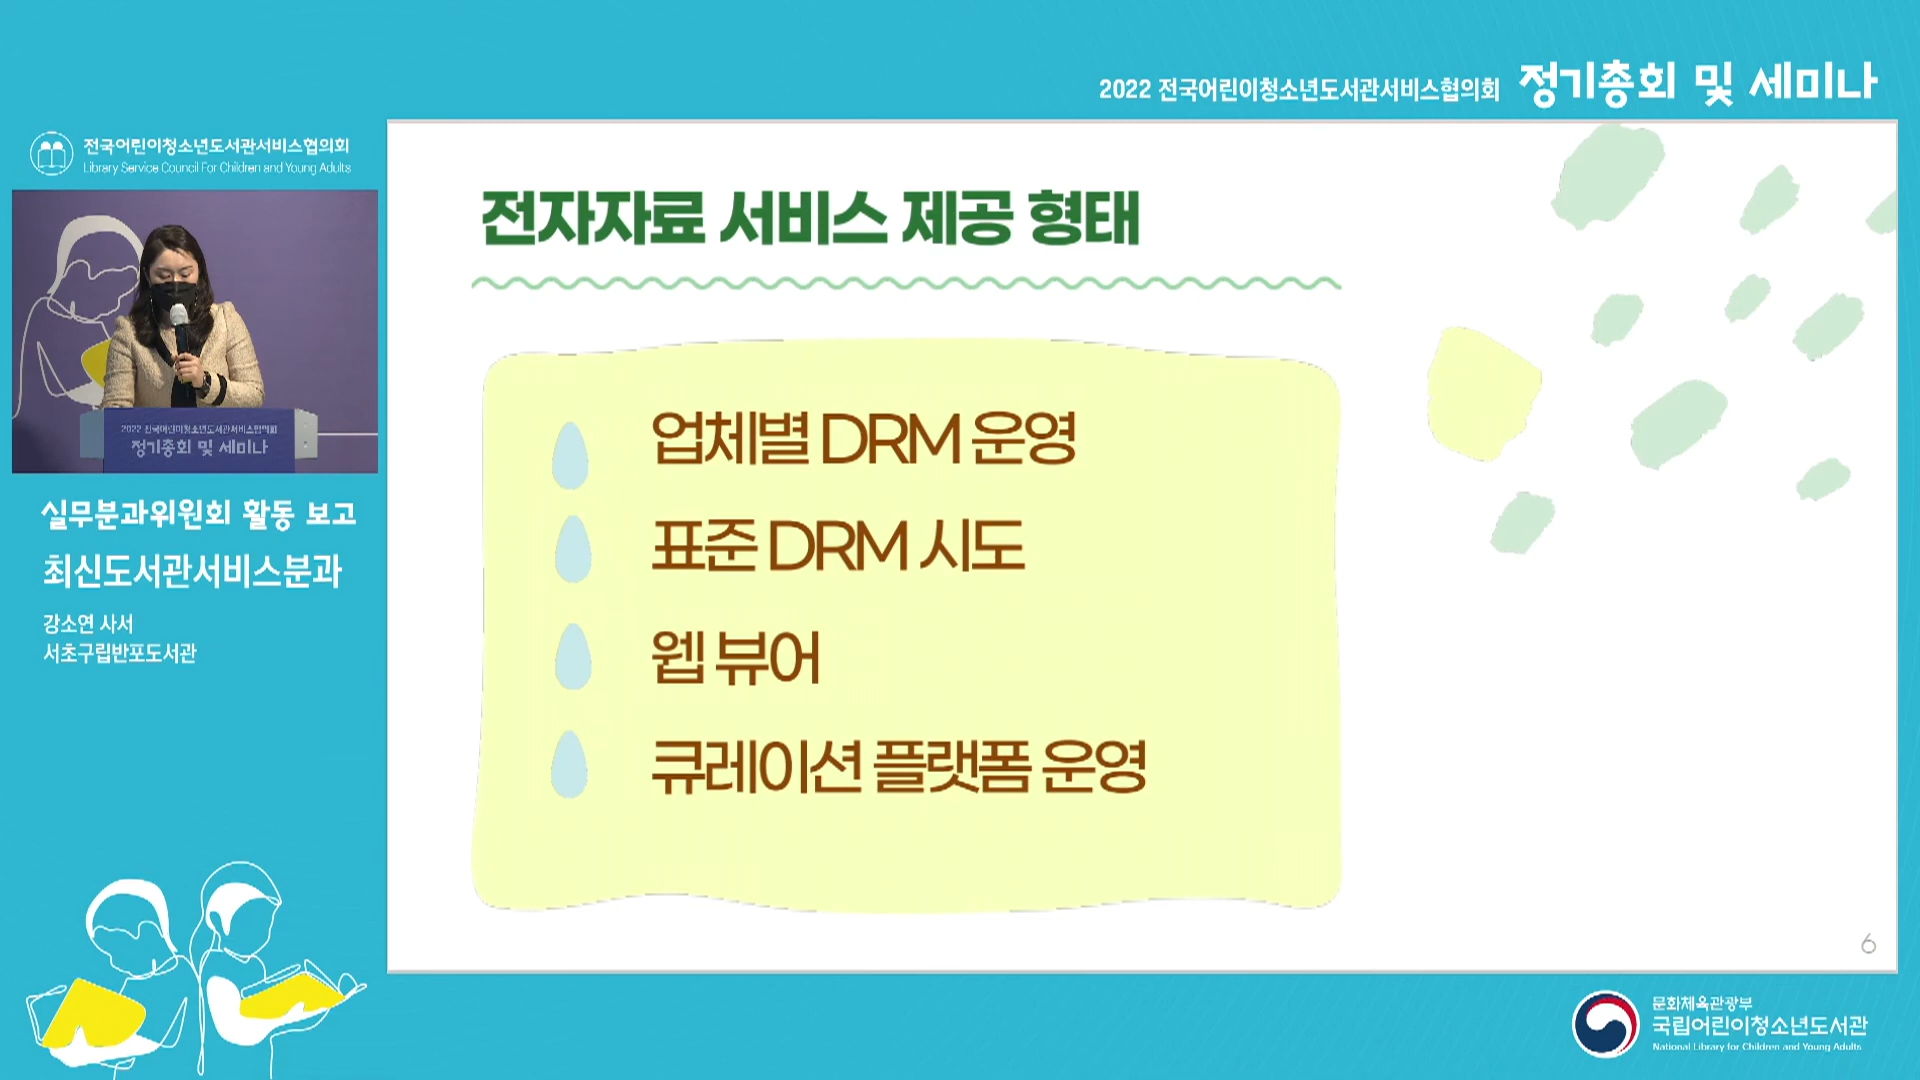 2022 전국어린이청소년도서관서비스협의회 정기총회 및 세미나
전국어린이청소년도서관서비스협의회
Library Service Council For Children and Young Adults
2022 전국어린이청소년도서관서비스협의회
정기총회 및 세미나
실무분과위원회 활동 보고
최신도서관서비스분과
강소연 사서
서초구립반포도서관
전자자료 서비스 제공 형태
업체별 DRM 운영
표준 DRM 시도
웹 뷰어
큐레이션 플랫폼 운영
6
문화체육관광부
국립어린이청소년도서관
National Library for Children and Young Adults